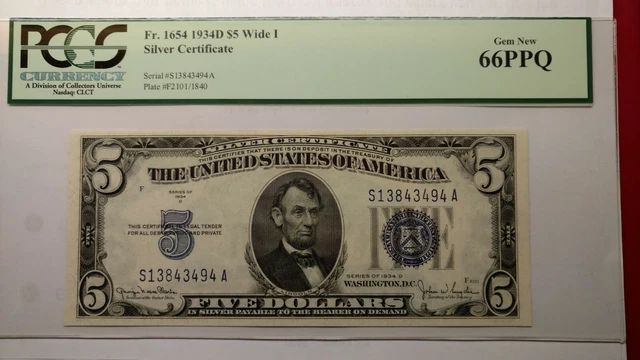 PCGS
CURRENCY
A Division of Collectors Universe
Nasdaq: CLCT
Fr. 1654 1934D $5 Wide I
Silver Certificate
Serial #S13843494A
Plate #F2101/1840
Gem New
66PPQ
SILVER CERTIFICATE
THIS CERTIFIES THAT THERE IS ON DEPOSIT IN THE TREASURY OF
THE UNITED STATES OF AMERICA
5
5
F
SERIES OF
1934
D
S13843494 A
THIS CERTIFICATE IS LEGAL TENDER
FOR ALL DEBTS PUBLIC AND PRIVATE
5
FIVE
S13843494 A
SERIES OF 1934 D
WASHINGTON, D.C.
F
5
5
FIVE DOLLARS
IN SILVER PAYABLE TO THE BEARER ON DEMAND